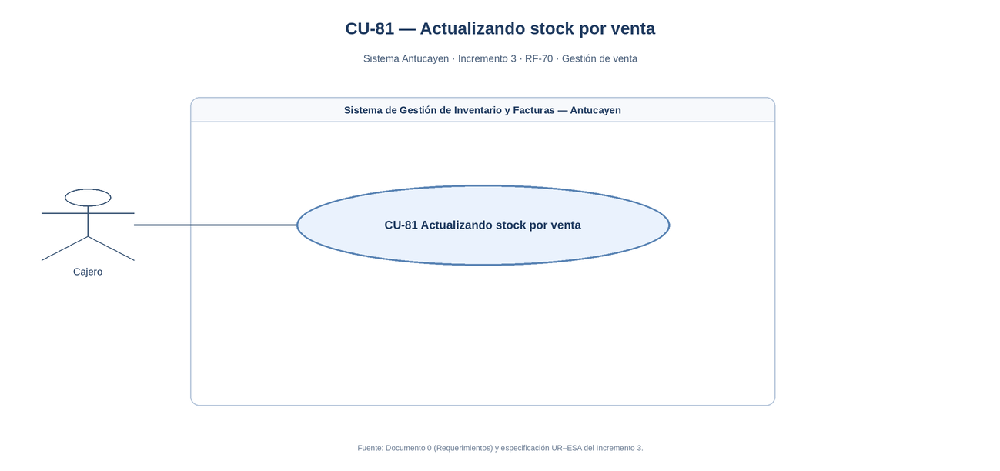 CU-81 — Actualizando stock por venta
Sistema Antucayen · Incremento 3 · RF-70 · Gestión de venta
Sistema de Gestión de Inventario y Facturas — Antucayen
CU-81 Actualizando stock por venta
Cajero
Fuente: Documento 0 (Requerimientos) y especificación UR–ESA del Incremento 3.